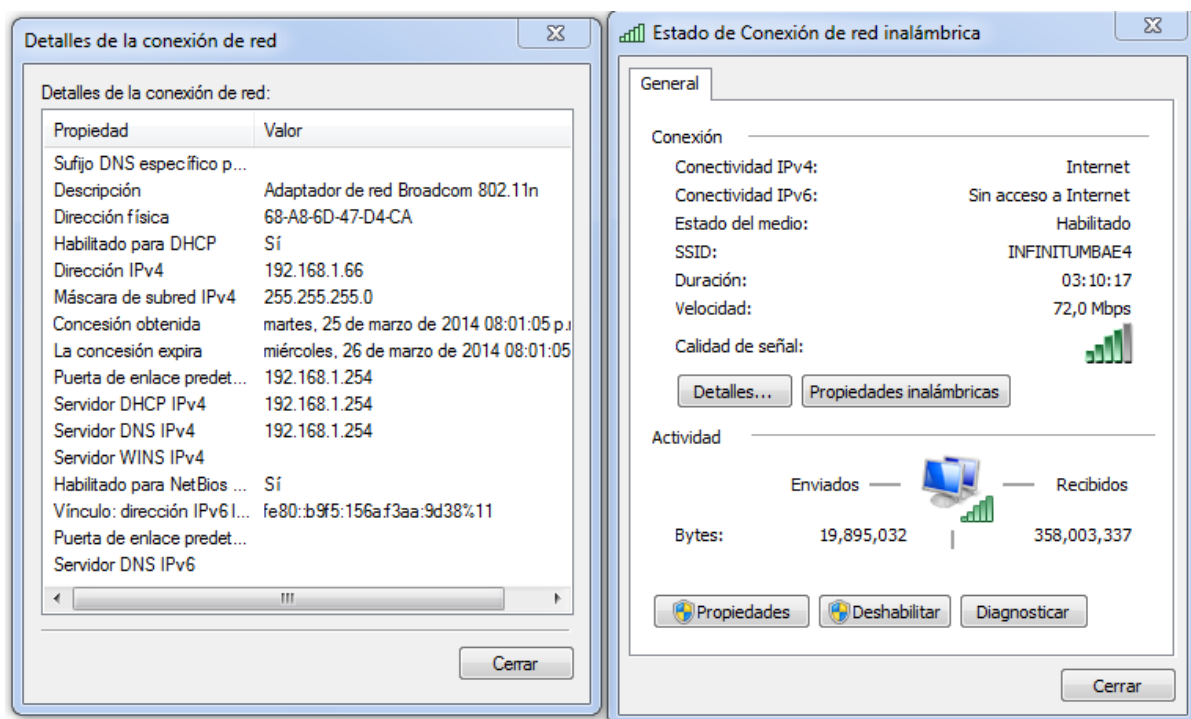 Detalles de la conexión de red
Detalles de la conexión de red:
Propiedad Valor
Sufijo DNS específico p...
Descripción Adaptador de red Broadcom 802.11n
Dirección física 68-A8-6D-47-D4-CA
Habilitado para DHCP Sí
Dirección IPv4 192.168.1.66
Máscara de subred IPv4 255.255.255.0
Concesión obtenida martes, 25 de marzo de 2014 08:01:05 p.
La concesión expira miércoles, 26 de marzo de 2014 08:01:05
Puerta de enlace predet... 192.168.1.254
Servidor DHCP IPv4 192.168.1.254
Servidor DNS IPv4 192.168.1.254
Servidor WINS IPv4
Habilitado para NetBios ... Sí
Vínculo: dirección IPv6 l... fe80::b9f5:156a:f3aa:9d38%11
Puerta de enlace predet...
Servidor DNS IPv6
Cerrar
Estado de Conexión de red inalámbrica
General
Conexión
Conectividad IPv4: Internet
Conectividad IPv6: Sin acceso a Internet
Estado del medio: Habilitado
SSID: INFINITUMBAE4
Duración: 03:10:17
Velocidad: 72,0 Mbps
Calidad de señal:
Detalles... Propiedades inalámbricas
Actividad
Enviados Recibidos
Bytes: 19,895,032 358,003,337
Propiedades Deshabilitar Diagnosticar
Cerrar